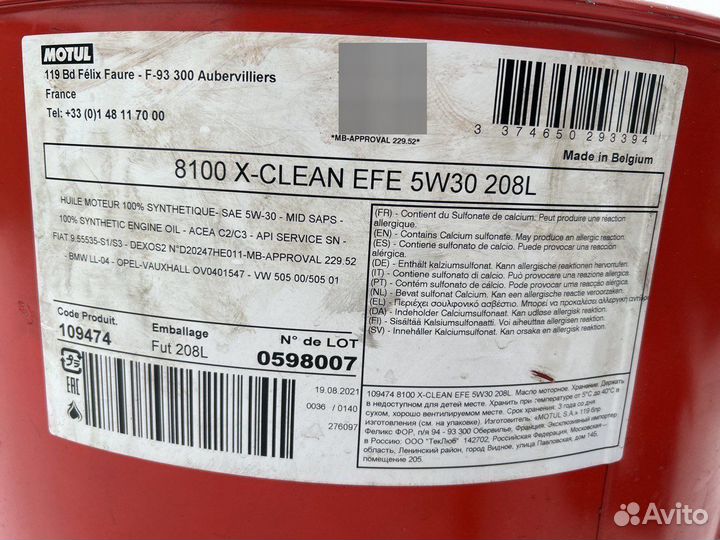 MOTUL
119 Bd Félix Faure - F-93 300 Aubervilliers
France
Tel: +33 (0)1 48 11 70 00
"MB-APPROVAL 229.52"
3 374650 293394
Made in Belgium
8100 X-CLEAN EFE 5W30 208L
HUILE MOTEUR 100% SYNTHETIQUE- SAE 5W-30 - MID SAPS -
100% SYNTHETIC ENGINE OIL - ACEA C2/C3 - API SERVICE SN -
FIAT 9.55535-S1/S3 - DEXOS2 N°D20247HE011-MB-APPROVAL 229.52
- BMW LL-04 - OPEL-VAUXHALL OV0401547 - VW 505 00/505 01
(FR) - Contient du Sulfonate de calcium. Peut produire une réaction
allergique.
(EN) - Contains Calcium Sulfonate. May produce an allergic reaction.
(ES) - Contiene sulfonato de calcio. Puede provocar una reacción
alérgica.
(DE) - Enthält kalziumsulfonat. Kann allergische reaktionen hervorrufen.
(IT) - Contiene sulfonato di calcio. Può provocare una reazione allergica.
(PT) - Contém sulfonato de calcio. Pode provocar uma reacção alérgica
(NL) - Bevat sulfonat Calcium. Kan een allergische reactie veroorzaken.
(EL) - Περιέχει σουλφονικό ασβέστιο. Μπορεί να προκαλέσει αλλεργική
(DA) - Indeholder Calciumsulfonat. Kan udløse allergisk reaktion.
(FI) - Sisältää Kalsiumsulfonaatti. Voi aiheuttaa allergisen reaktion.
(SV) - Innehåller Kalsiumsulfonat. Kan orsaka en allergisk reaktion.
Code Produit.
109474
Emballage
Fut 208L
N° de LOT
0598007
EAC
19.08.2021
0036 / 0140
276097
109474 8100 X-CLEAN EFE 5W30 208L. Масло моторное. Хранение. Держать
в недоступном для детей месте. Хранить при температуре от 5°C до 40°C в
сухом, хорошо вентилируемом месте. Срок хранения: 3 года со дня
изготовления (см. на упаковке). Изготовитель: «MOTUL S.A.» 119 блр
Феликс ФОР, п/я 94 - 93 300 Обервилье, Франция. Эксклюзивный импортер
в Россию: ООО "ТекЛюб" 142702, Российская Федерация, Московская
Ленинский район, город Видное, улица Павловская, дом 145,
помещение 205.
Avito